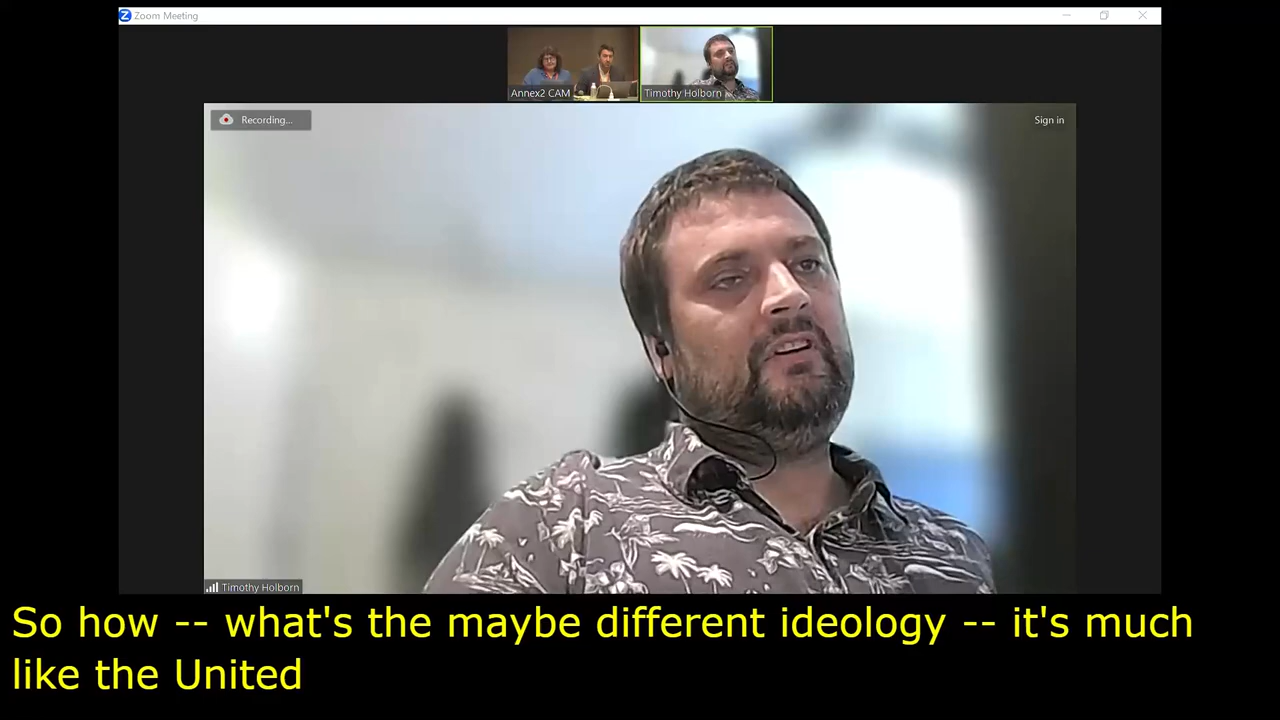 Zoom Meeting
Annex2 CAM
Timothy Holborn
Recording...
Sign in
Timothy Holborn
So how -- what's the maybe different ideology -- it's much
like the United